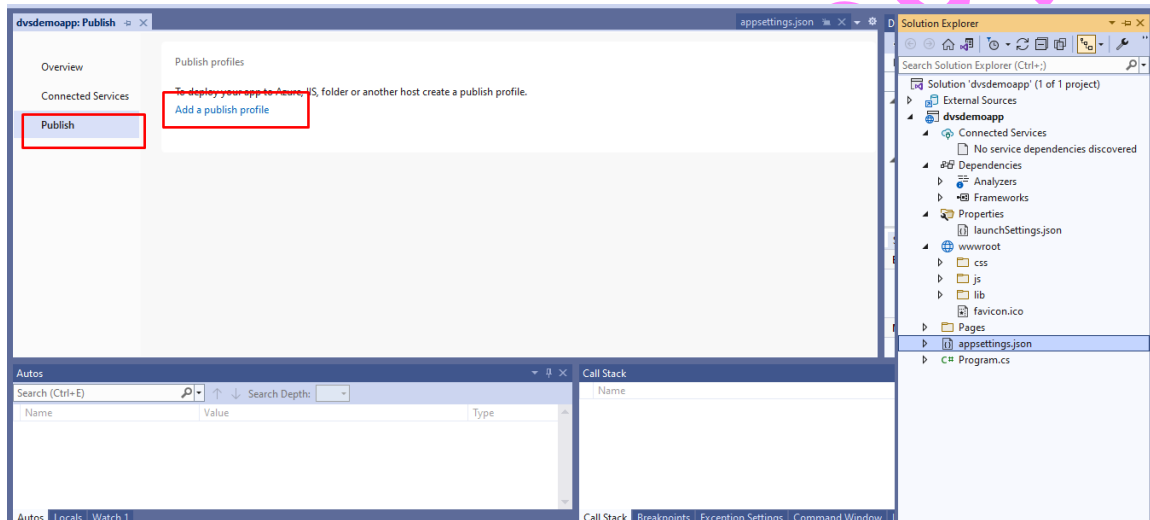 dvsdemoapp: Publish
appsettings.json
D
Overview
Connected Services
Publish
Publish profiles
To deploy your app to Azure, IIS, folder or another host create a publish profile.
Add a publish profile
Solution Explorer
Search Solution Explorer (Ctrl+;)
Solution 'dvsdemoapp' (1 of 1 project)
External Sources
dvsdemoapp
Connected Services
No service dependencies discovered
Dependencies
Analyzers
Frameworks
Properties
launchSettings.json
wwwroot
css
js
lib
favicon.ico
Pages
appsettings.json
C# Program.cs
Autos
Search (Ctrl+E)
Search Depth:
Name Value Type
Autos Locals Watch 1
Call Stack
Name
Call Stack Breakpoints Exception Settings Command Window